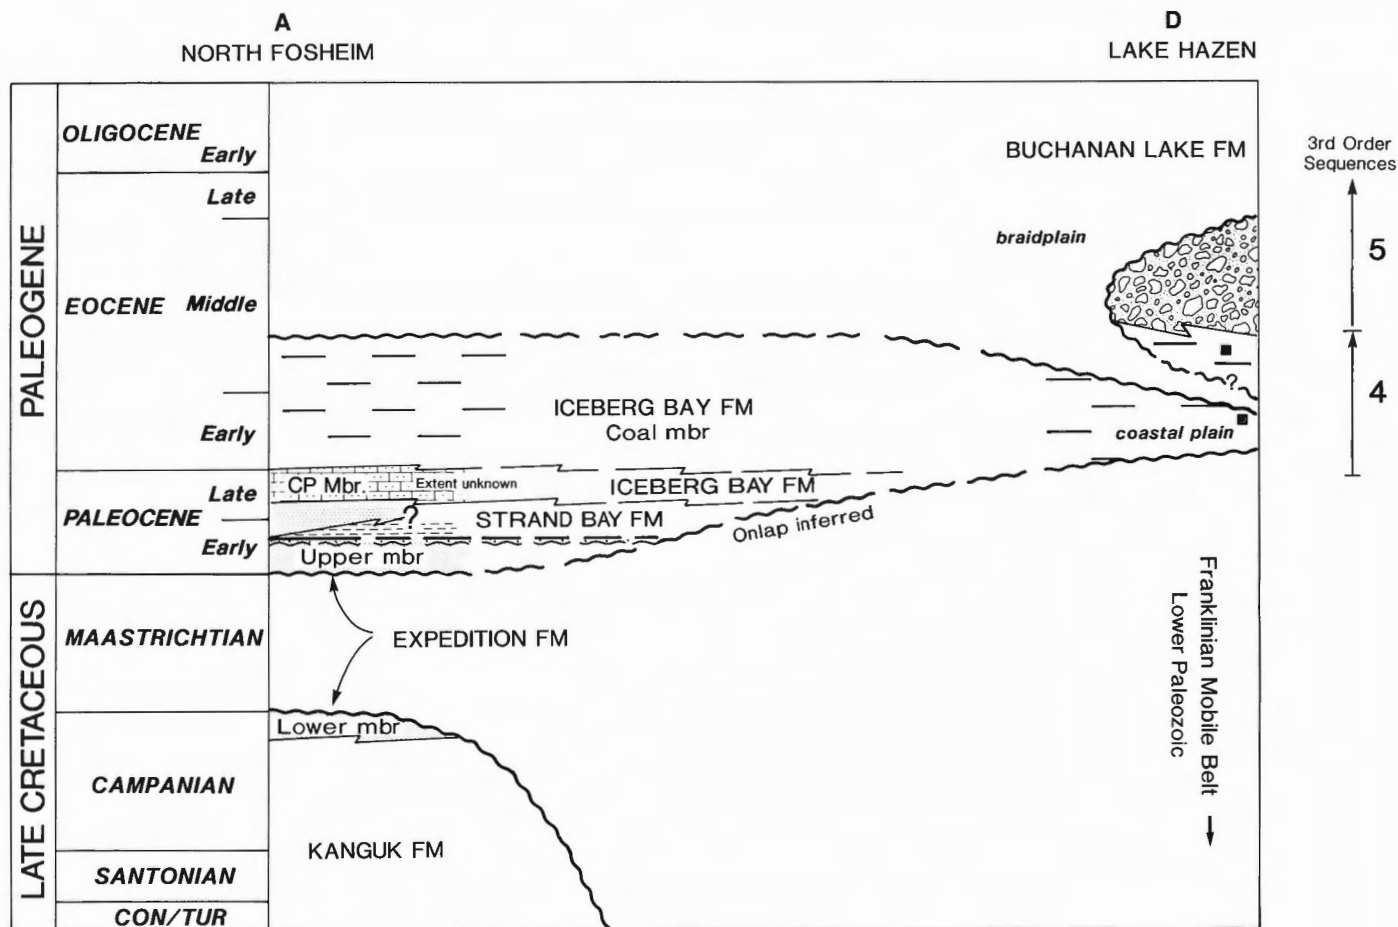 A
NORTH FOSHEIM
D
LAKE HAZEN
PALEOGENE
LATE CRETACEOUS
OLIGOCENE
Early
Late
EOCENE Middle
Early
Late
PALEOCENE
Early
MAASTRICHTIAN
CAMPANIAN
SANTONIAN
CON/TUR
BUCHANAN LAKE FM
braidplain
?
ICEBERG BAY FM
Coal mbr
coastal plain
CP Mbr
Extent unknown
ICEBERG BAY FM
?
STRAND BAY FM
Onlap inferred
Upper mbr
EXPEDITION FM
Lower mbr
KANGUK FM
Franklinian Mobile Belt
Lower Paleozoic
3rd Order
Sequences
5
4